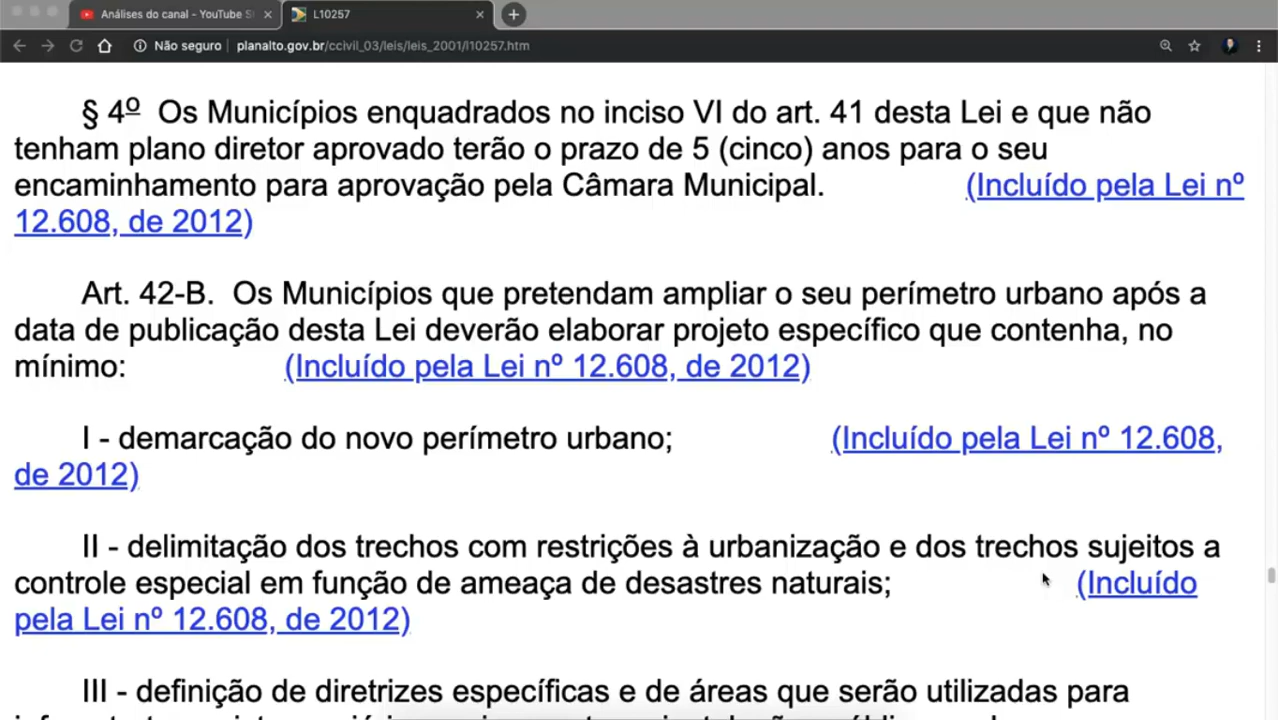 Análises do canal - YouTube S
L10257
Não seguro
planalto.gov.br/ccivil_03/leis/leis_2001/l10257.htm
§ 4º Os Municípios enquadrados no inciso VI do art. 41 desta Lei e que não
tenham plano diretor aprovado terão o prazo de 5 (cinco) anos para o seu
encaminhamento para aprovação pela Câmara Municipal. (Incluído pela Lei nº
12.608, de 2012)
Art. 42-B. Os Municípios que pretendam ampliar o seu perímetro urbano após a
data de publicação desta Lei deverão elaborar projeto específico que contenha, no
mínimo: (Incluído pela Lei nº 12.608, de 2012)
I - demarcação do novo perímetro urbano; (Incluído pela Lei nº 12.608,
de 2012)
II - delimitação dos trechos com restrições à urbanização e dos trechos sujeitos a
controle especial em função de ameaça de desastres naturais; (Incluído
pela Lei nº 12.608, de 2012)
III - definição de diretrizes específicas e de áreas que serão utilizadas para